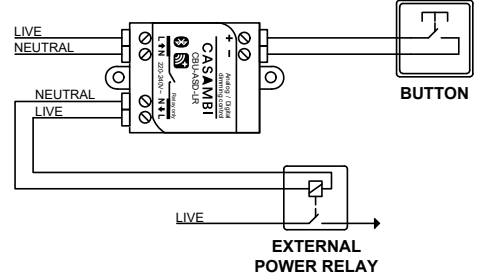 LIVE
NEUTRAL
NEUTRAL
LIVE
L N
220-240V ~
N L
Relay only
CASAMBI
CBU-ASD-LR
Analog / Digital
dimming control
+ -
BUTTON
LIVE
EXTERNAL
POWER RELAY